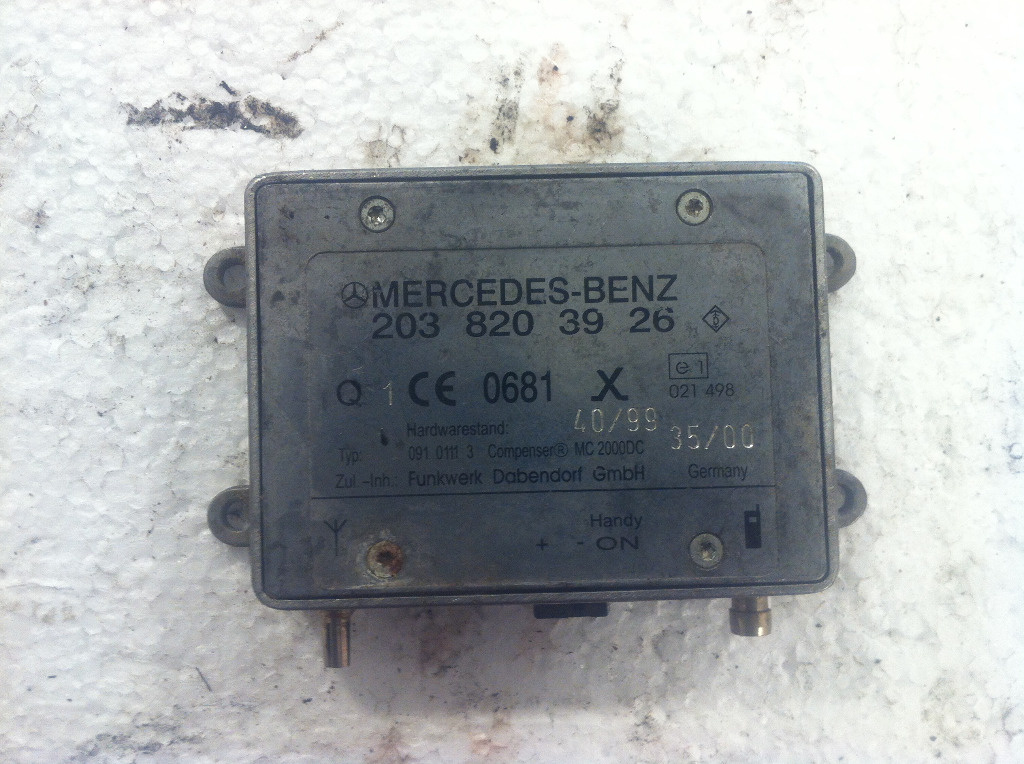 MERCEDES-BENZ
203 820 39 26
Q 1 CE 0681 X e1
021 498
Hardwarestand: 40/99 35/00
Typ: 091 0111 3 Compenser® MC 2000DC
Zul.-Inh.: Funkwerk Dabendorf GmbH Germany
Handy
+ - ON